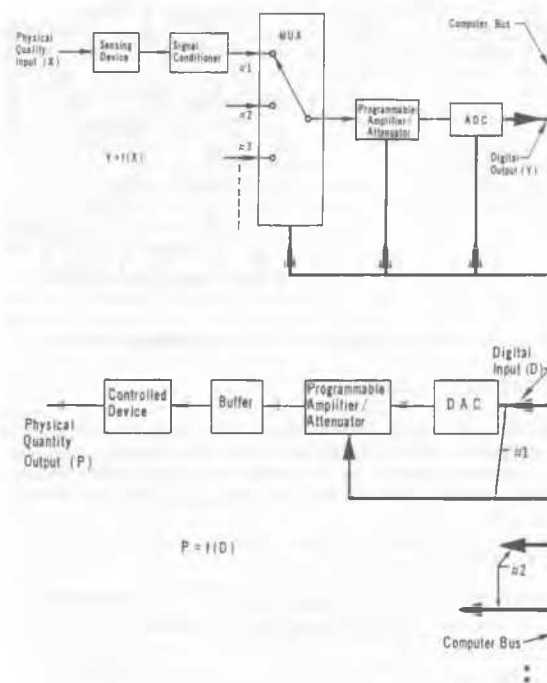 Computer Bus
Physical
Quality
Input (X)
Sensing
Device
Signal
Conditioner
MUX
#1
#2
#3
Y=f(X)
Programmable
Amplifier/
Attenuator
ADC
Digital
Output (Y)
Digital
Input (D)
Controlled
Device
Buffer
Programmable
Amplifier/
Attenuator
DAC
Physical
Quantity
Output (P)
#1
P = f(D)
#2
Computer Bus